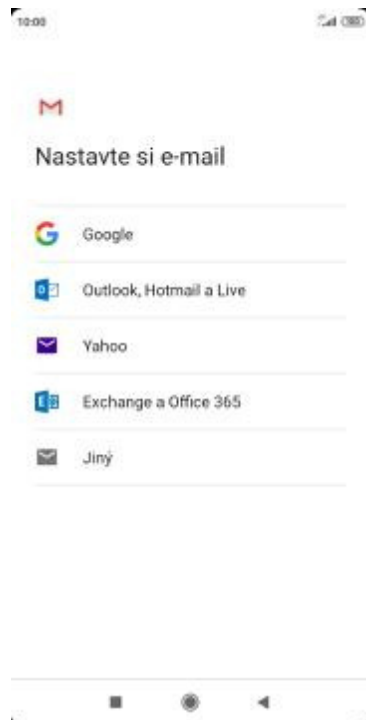 10:00
Nastavte si e-mail
Google
Outlook, Hotmail a Live
Yahoo
Exchange a Office 365
Jiný